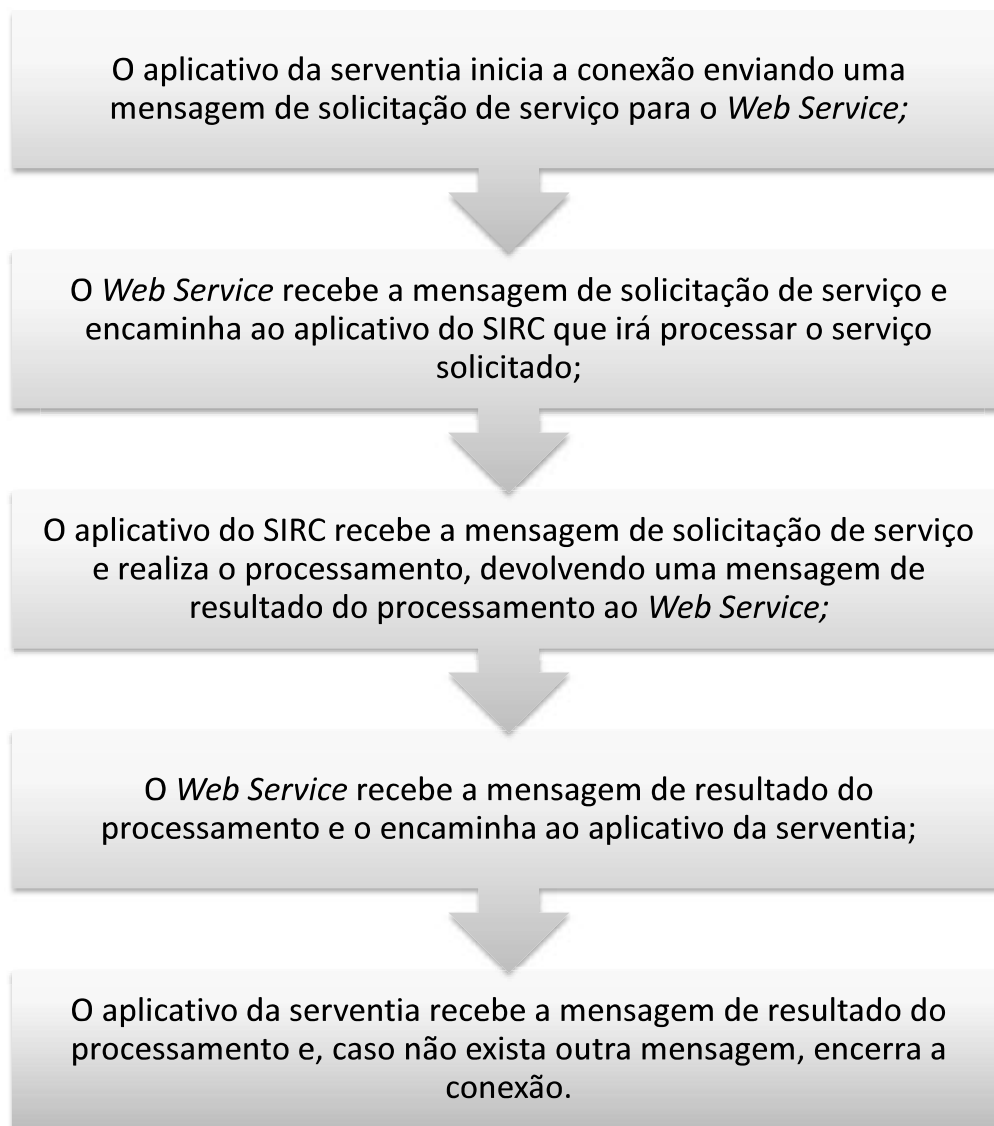 O aplicativo da serventia inicia a conexão enviando uma
mensagem de solicitação de serviço para o Web Service;
O Web Service recebe a mensagem de solicitação de serviço e
encaminha ao aplicativo do SIRC que irá processar o serviço
solicitado;
O aplicativo do SIRC recebe a mensagem de solicitação de serviço
e realiza o processamento, devolvendo uma mensagem de
resultado do processamento ao Web Service;
O Web Service recebe a mensagem de resultado do
processamento e o encaminha ao aplicativo da serventia;
O aplicativo da serventia recebe a mensagem de resultado do
processamento e, caso não exista outra mensagem, encerra a
conexão.